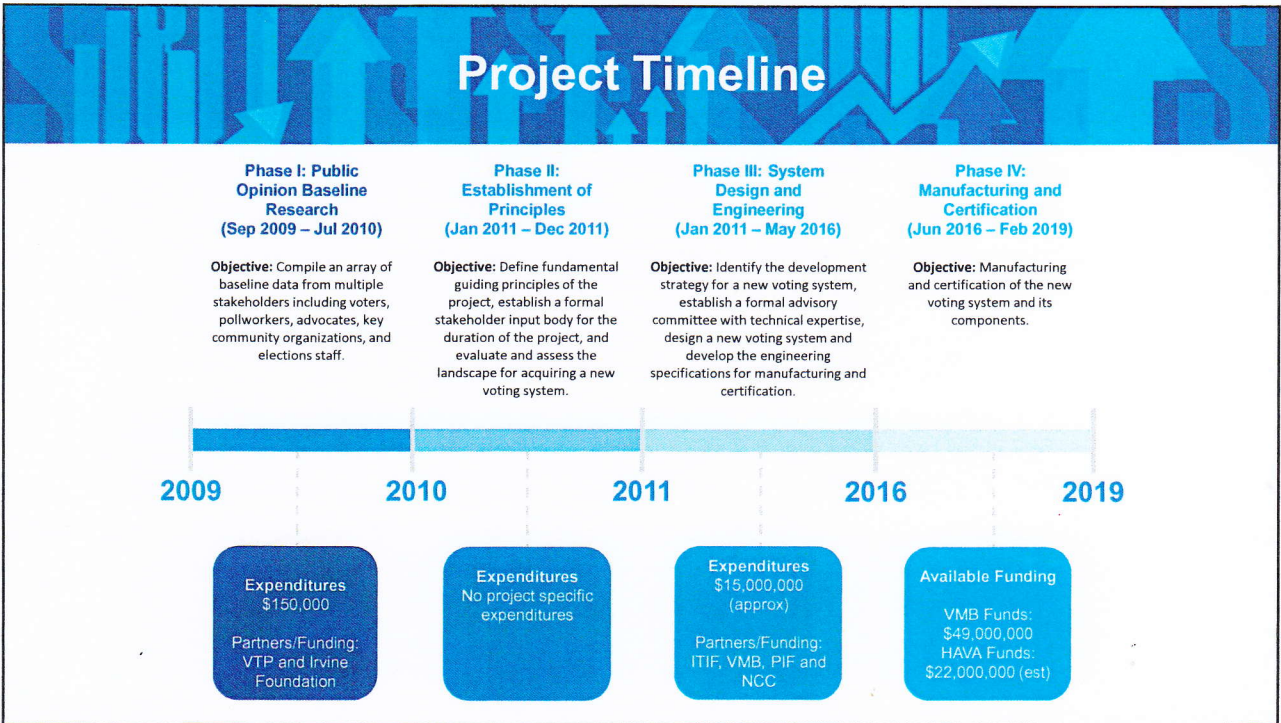 Project Timeline
Phase I: Public
Opinion Baseline
Research
(Sep 2009 – Jul 2010)
Objective: Compile an array of
baseline data from multiple
stakeholders including voters,
pollworkers, advocates, key
community organizations, and
elections staff.
Phase II:
Establishment of
Principles
(Jan 2011 – Dec 2011)
Objective: Define fundamental
guiding principles of the
project, establish a formal
stakeholder input body for the
duration of the project, and
evaluate and assess the
landscape for acquiring a new
voting system.
Phase III: System
Design and
Engineering
(Jan 2011 – May 2016)
Objective: Identify the development
strategy for a new voting system,
establish a formal advisory
committee with technical expertise,
design a new voting system and
develop the engineering
specifications for manufacturing and
certification.
Phase IV:
Manufacturing and
Certification
(Jun 2016 – Feb 2019)
Objective: Manufacturing
and certification of the new
voting system and its
components.
2009
2010
2011
2016
2019
Expenditures
$150,000
Partners/Funding:
VTP and Irvine
Foundation
Expenditures
No project specific
expenditures
Expenditures
$15,000,000
(approx)
Partners/Funding:
ITIF, VMB, PIF and
NCC
Available Funding
VMB Funds:
$49,000,000
HAVA Funds:
$22,000,000 (est)